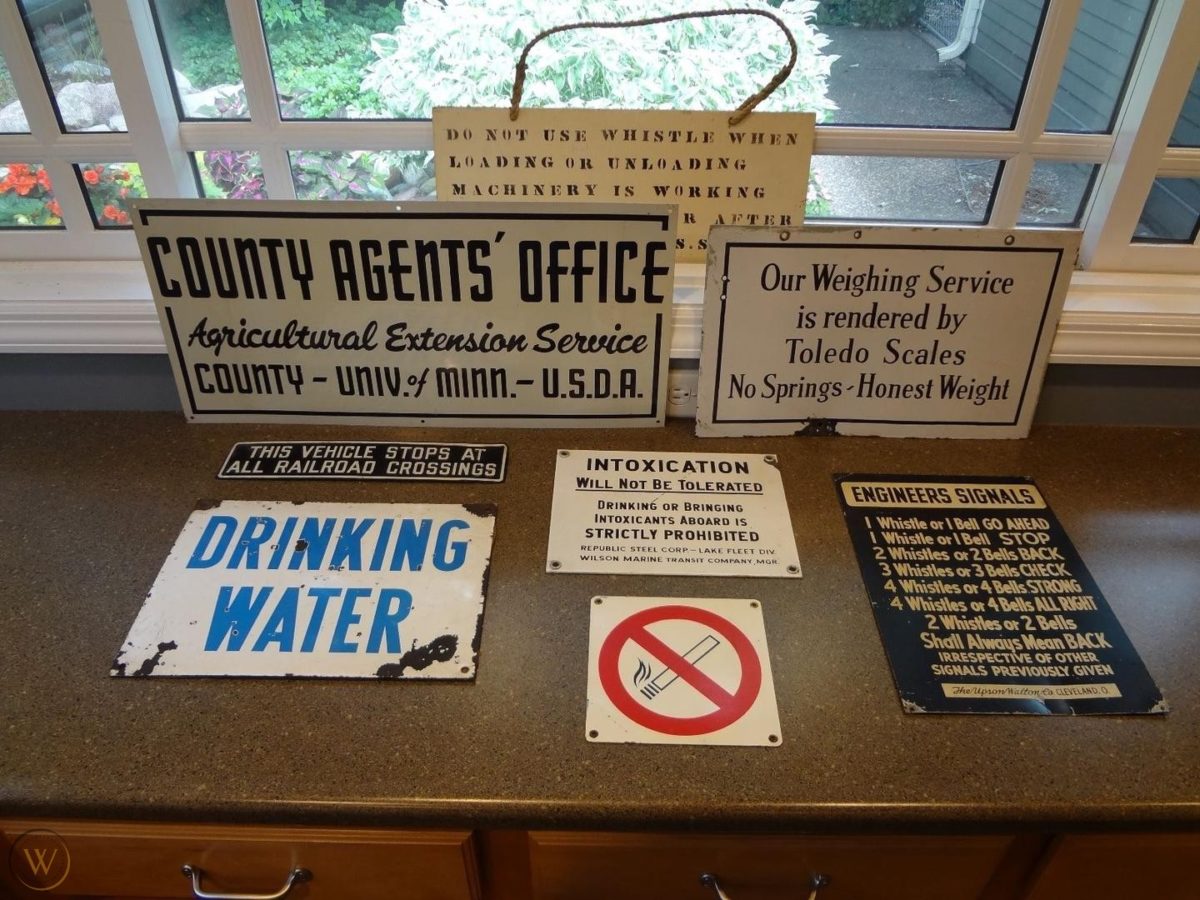 DO NOT USE WHISTLE WHEN
LOADING OR UNLOADING
MACHINERY IS WORKING
R AFTER
S.S.
COUNTY AGENTS' OFFICE
Agricultural Extension Service
COUNTY - UNIV. of MINN. - U.S.D.A.
Our Weighing Service
is rendered by
Toledo Scales
No Springs - Honest Weight
THIS VEHICLE STOPS AT
ALL RAILROAD CROSSINGS
INTOXICATION
WILL NOT BE TOLERATED
DRINKING OR BRINGING
INTOXICANTS ABOARD IS
STRICTLY PROHIBITED
REPUBLIC STEEL CORP. - LAKE FLEET DIV.
WILSON MARINE TRANSIT COMPANY, MGR.
DRINKING
WATER
ENGINEERS SIGNALS
1 Whistle or 1 Bell GO AHEAD
1 Whistle or 1 Bell STOP
2 Whistles or 2 Bells BACK
3 Whistles or 3 Bells CHECK
4 Whistles or 4 Bells STRONG
4 Whistles or 4 Bells ALL RIGHT
2 Whistles or 2 Bells
Shall Always Mean BACK
IRRESPECTIVE OF OTHER
SIGNALS PREVIOUSLY GIVEN
The Upson Walton Co CLEVELAND, O.
W